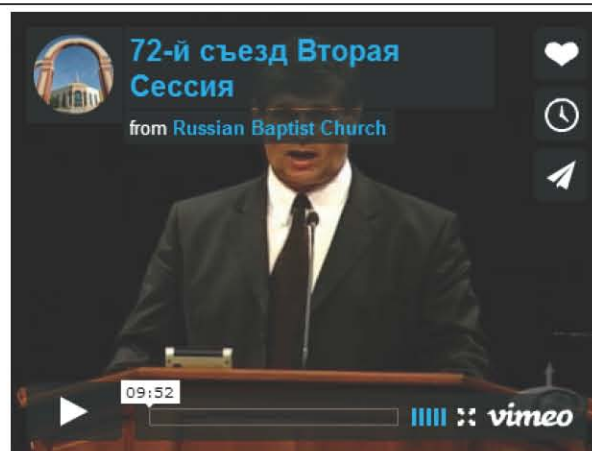 72-й съезд Вторая
Сессия
from Russian Baptist Church
09:52
vimeo